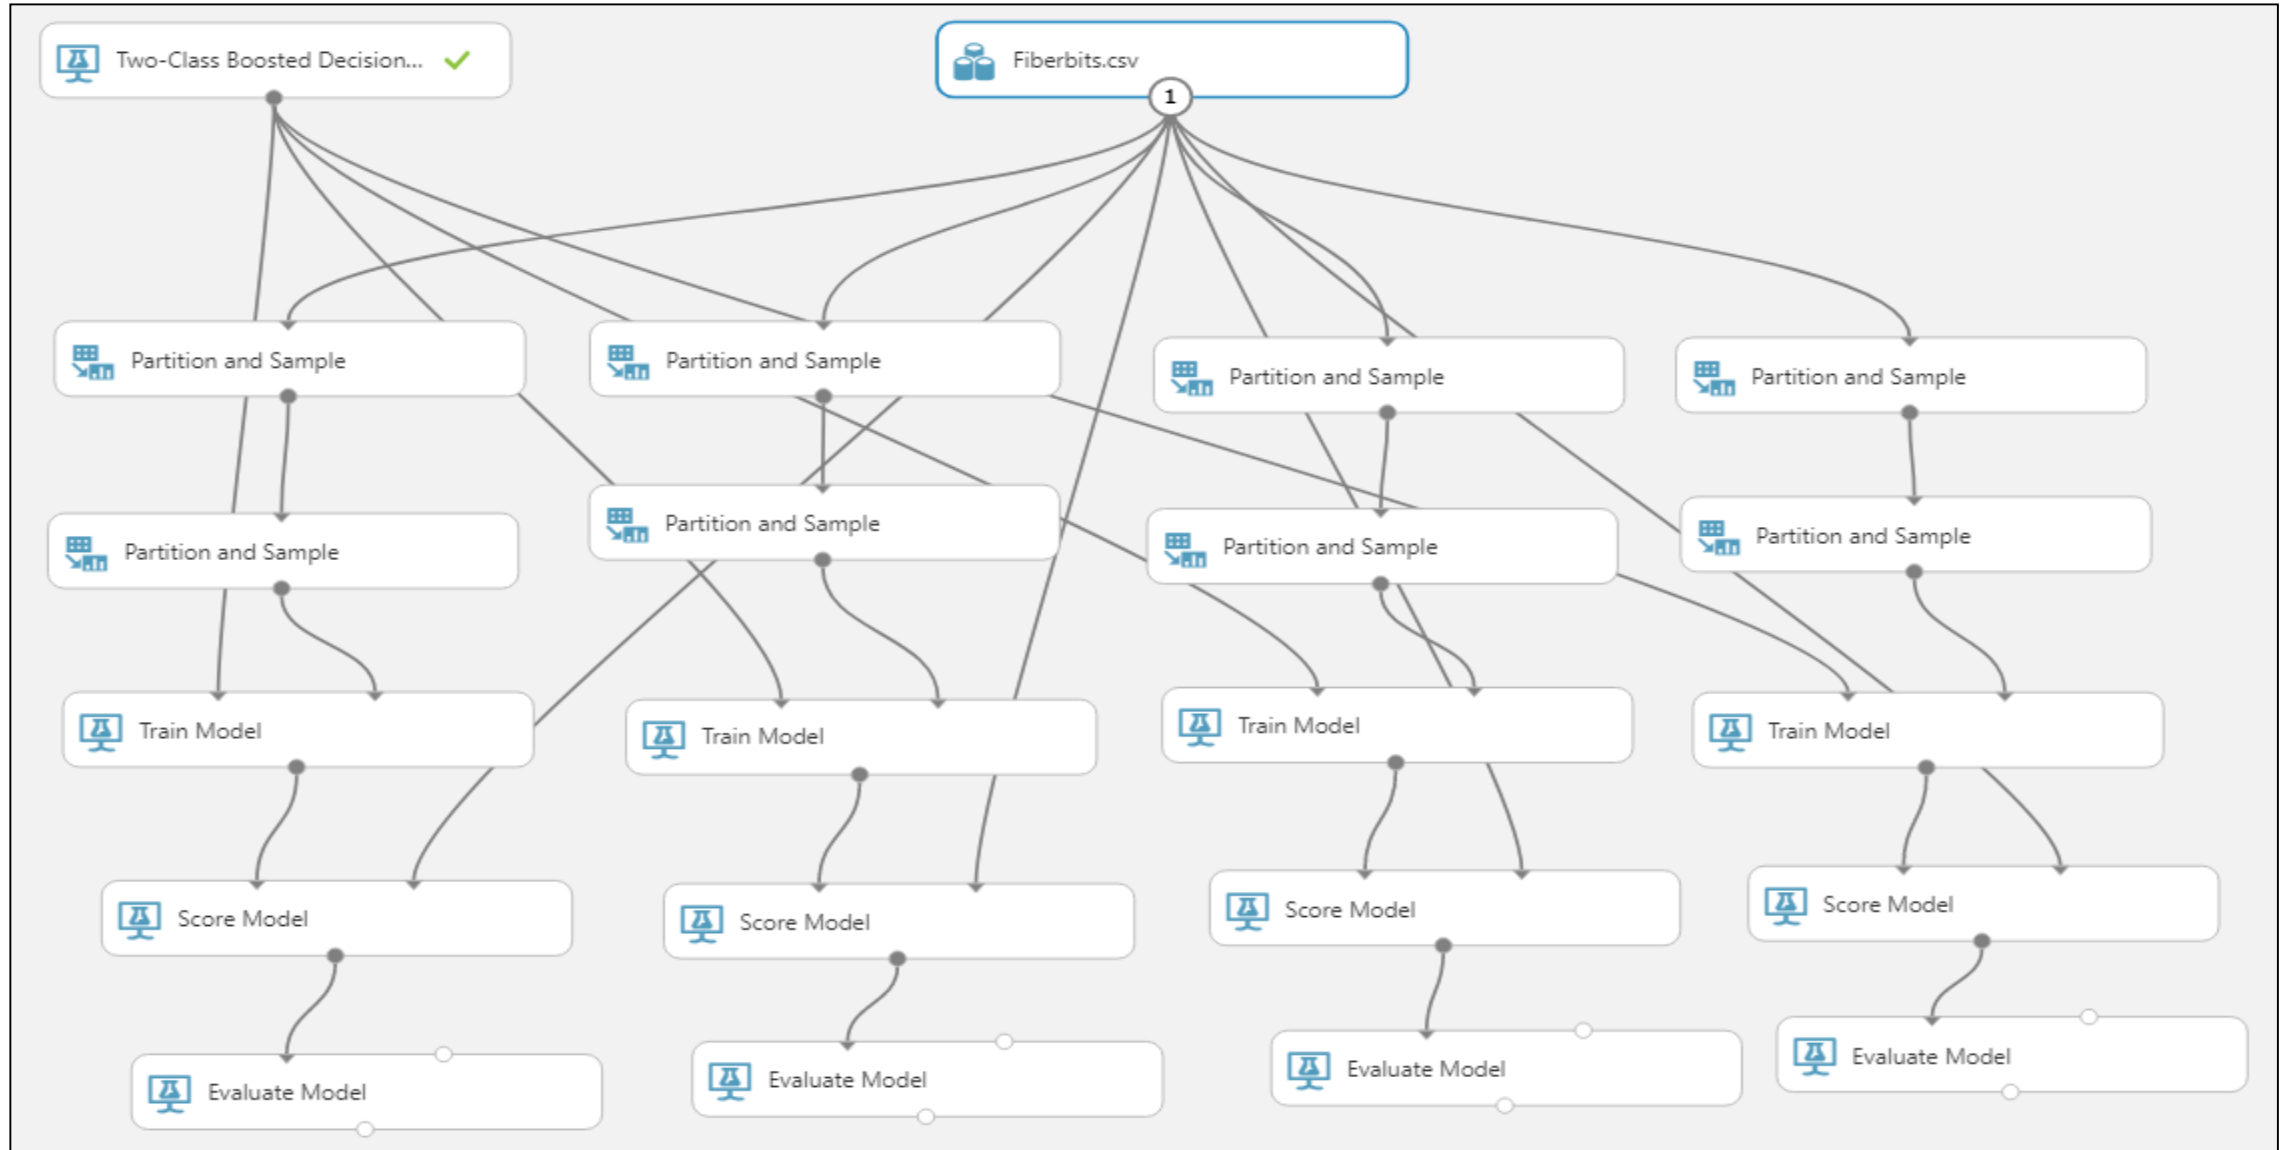 Two-Class Boosted Decision...
Fiberbits.csv
1
Partition and Sample
Partition and Sample
Partition and Sample
Partition and Sample
Partition and Sample
Partition and Sample
Partition and Sample
Partition and Sample
Train Model
Train Model
Train Model
Train Model
Score Model
Score Model
Score Model
Score Model
Evaluate Model
Evaluate Model
Evaluate Model
Evaluate Model